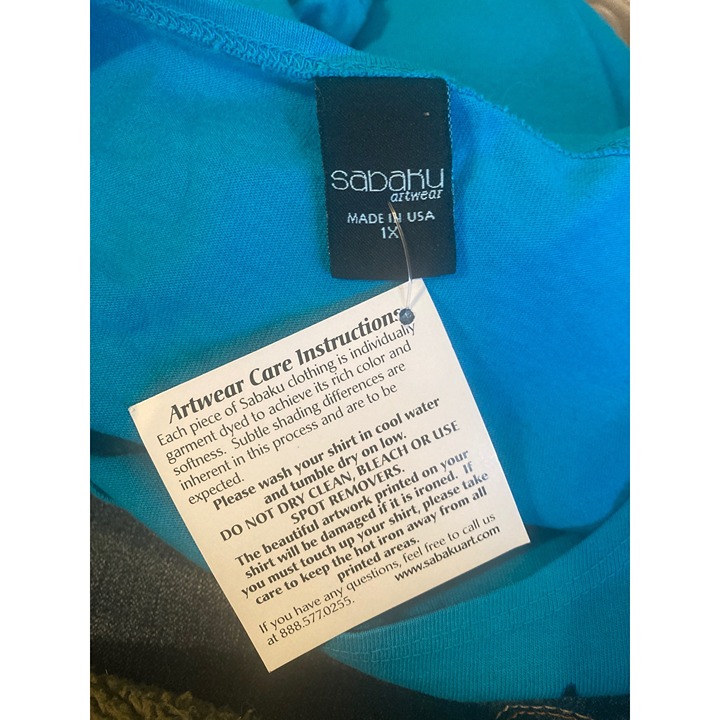 sabaku
artwear
MADE IN USA
1X
Artwear Care Instructions
Each piece of Sabaku clothing is individually
garment dyed to achieve its rich color and
softness. Subtle shading differences are
inherent in this process and are to be
expected.
Please wash your shirt in cool water
and tumble dry on low.
DO NOT DRY CLEAN, BLEACH OR USE
SPOT REMOVERS.
The beautiful artwork printed on your
shirt will be damaged if it is ironed. If
you must touch up your shirt, please take
care to keep the hot iron away from all
printed areas.
If you have any questions, feel free to call us
at 888.577.0255. www.sabakuart.com